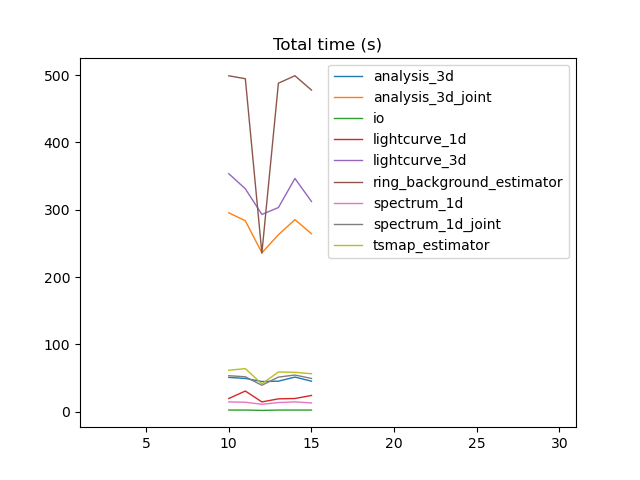 Total time (s)
500
400
300
200
100
0
5 10 15 20 25 30
analysis_3d
analysis_3d_joint
io
lightcurve_1d
lightcurve_3d
ring_background_estimator
spectrum_1d
spectrum_1d_joint
tsmap_estimator